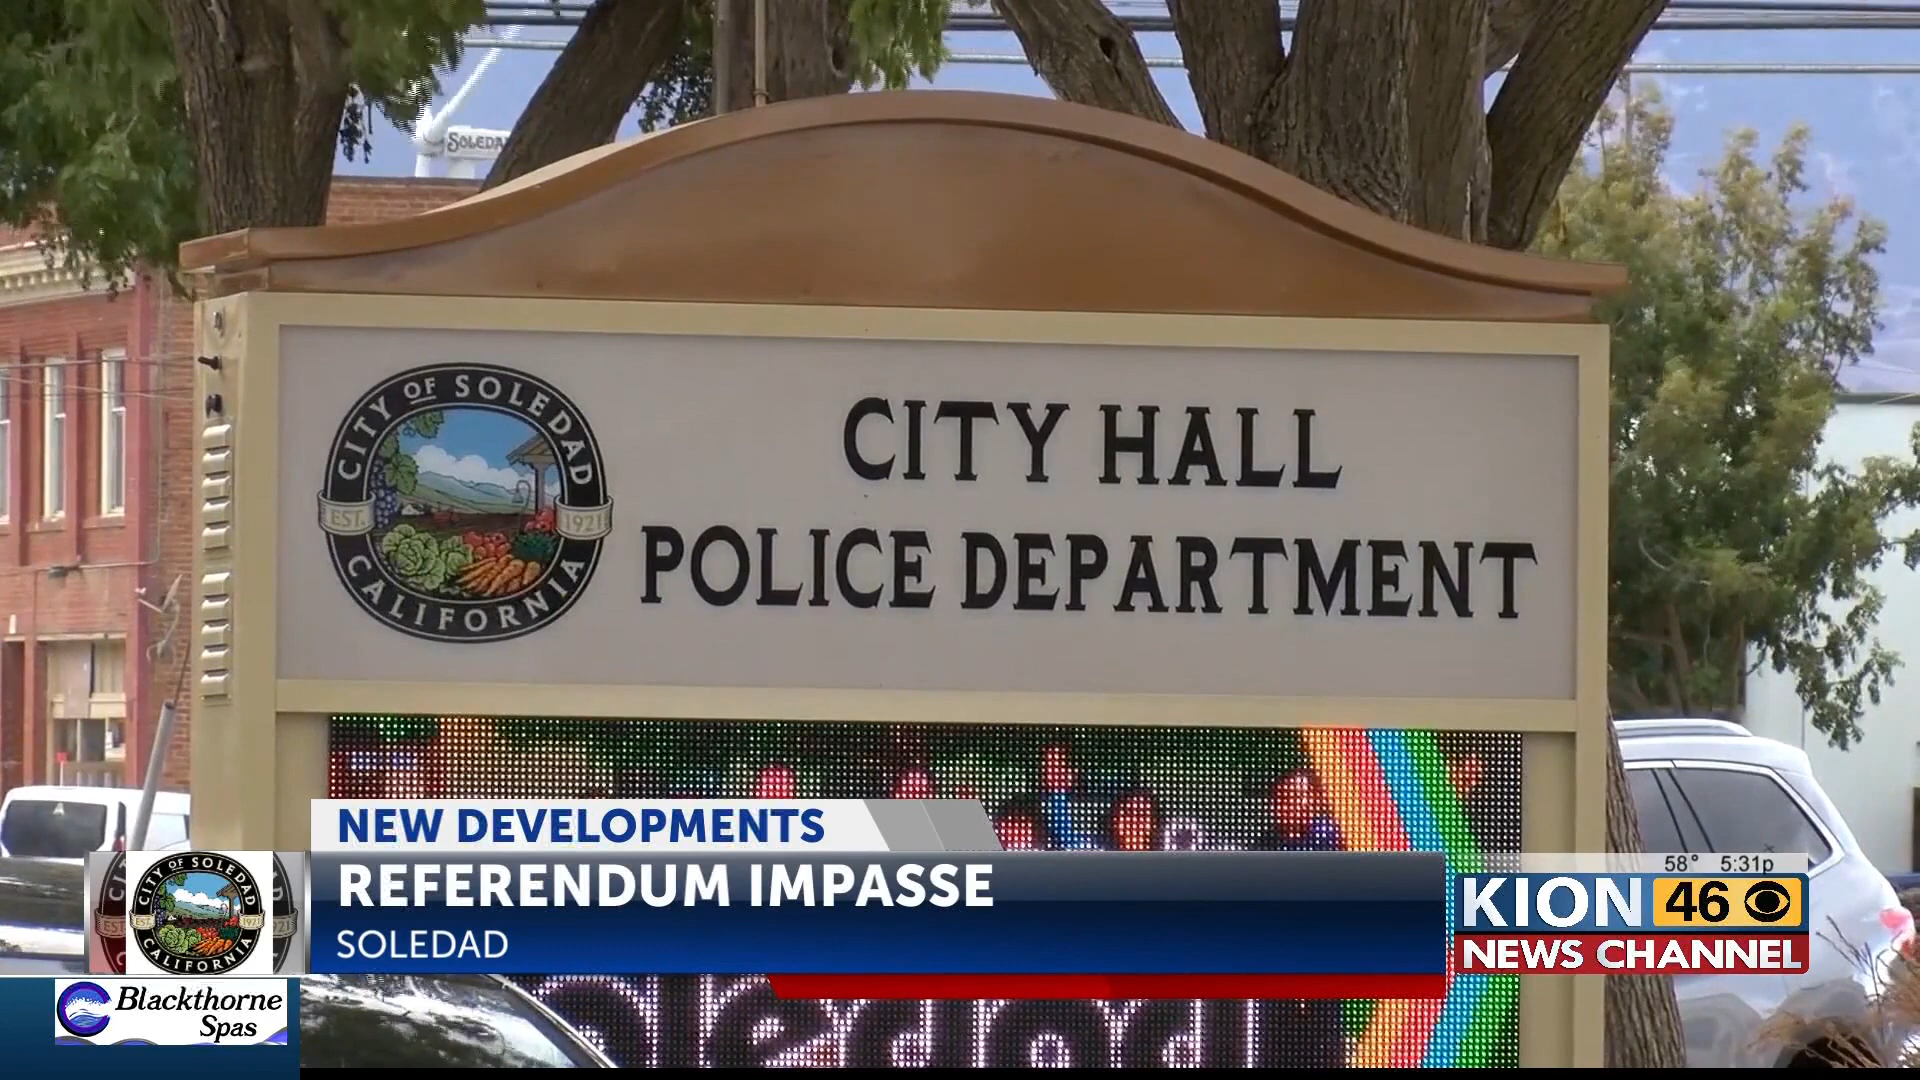 SOLEDA
CITY OF SOLEDAD
EST. 1921
CALIFORNIA
CITY HALL
POLICE DEPARTMENT
NEW DEVELOPMENTS
REFERENDUM IMPASSE
SOLEDAD
CITY OF SOLEDAD
EST. 1921
CALIFORNIA
58° 5:31p
KION 46
NEWS CHANNEL
Blackthorne
Spas